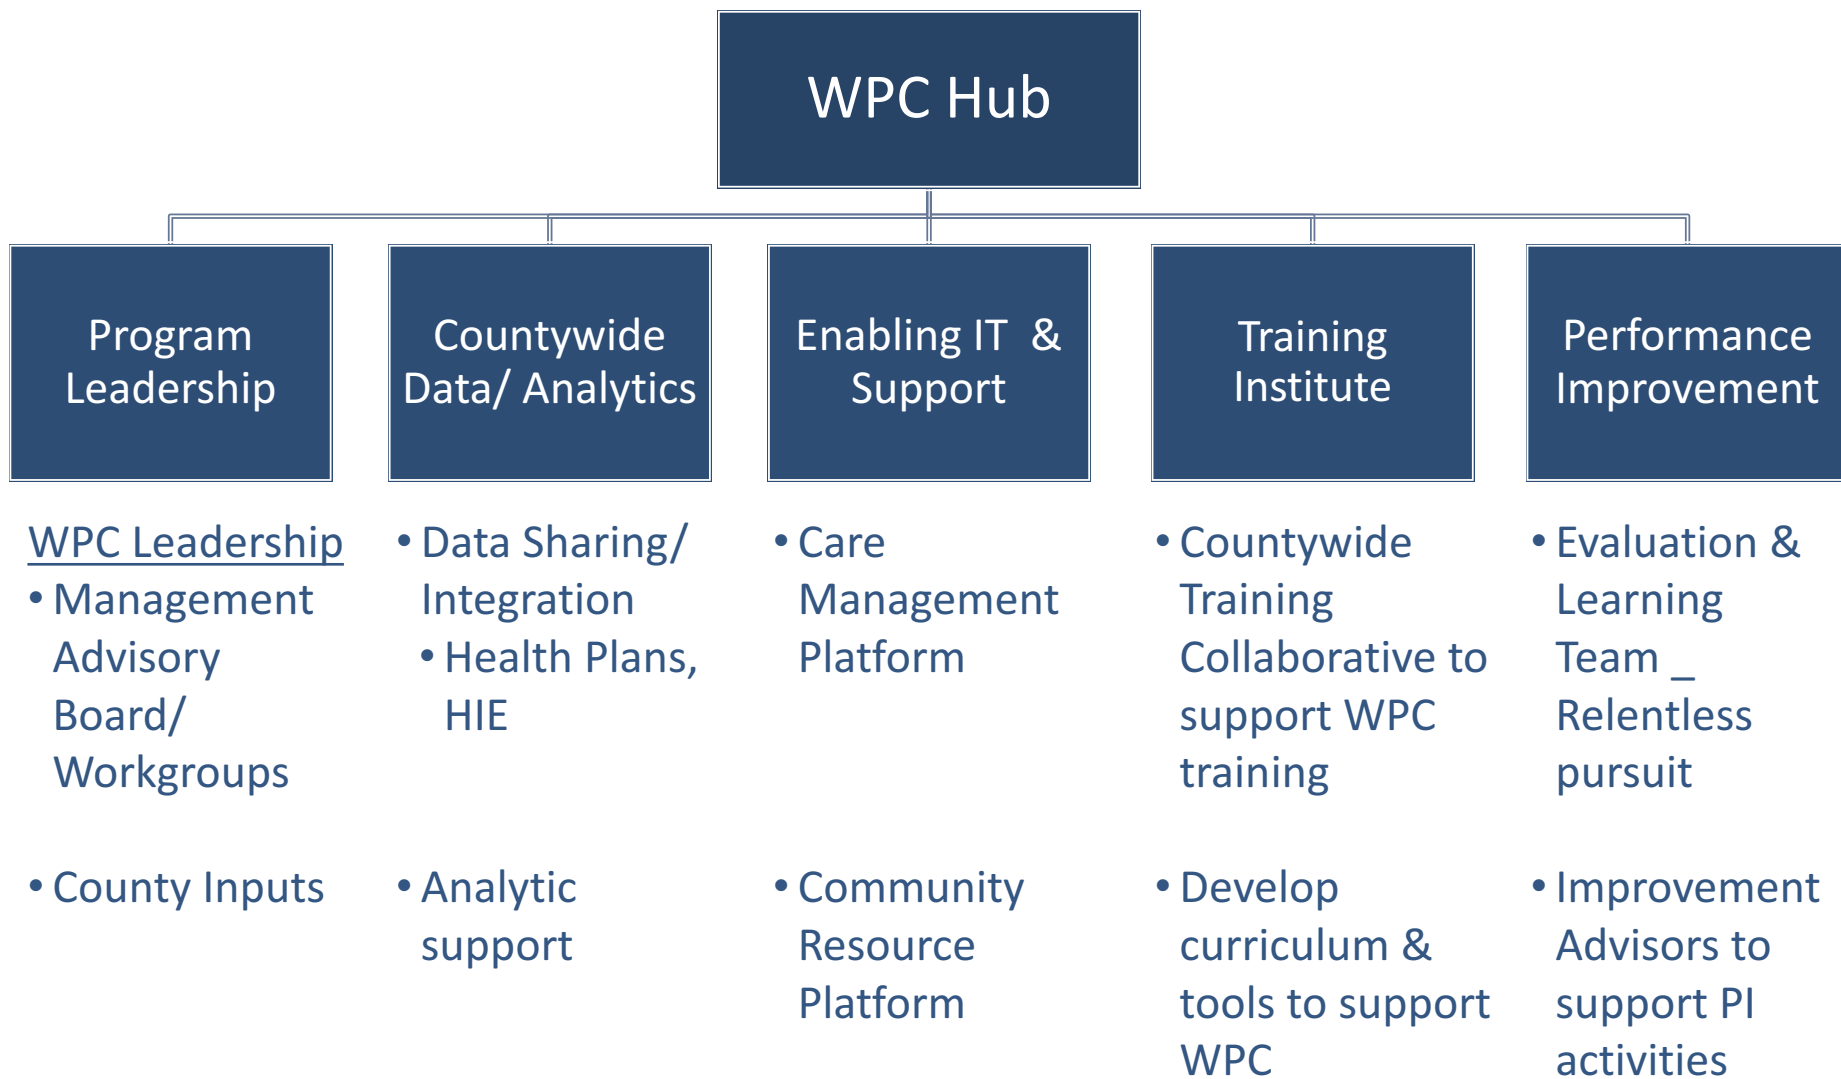 WPC Hub
Program
Leadership
Countywide
Data/ Analytics
Enabling IT  &
Support
Training
Institute
Performance
Improvement
WPC Leadership
• Management
Advisory
Board/
Workgroups
• County Inputs
• Data Sharing/
Integration
• Health Plans,
HIE
• Analytic
support
• Care
Management
Platform
• Community
Resource
Platform
• Countywide
Training
Collaborative to
support WPC
training
• Develop
curriculum &
tools to support
WPC
• Evaluation &
Learning
Team _
Relentless
pursuit
• Improvement
Advisors to
support PI
activities